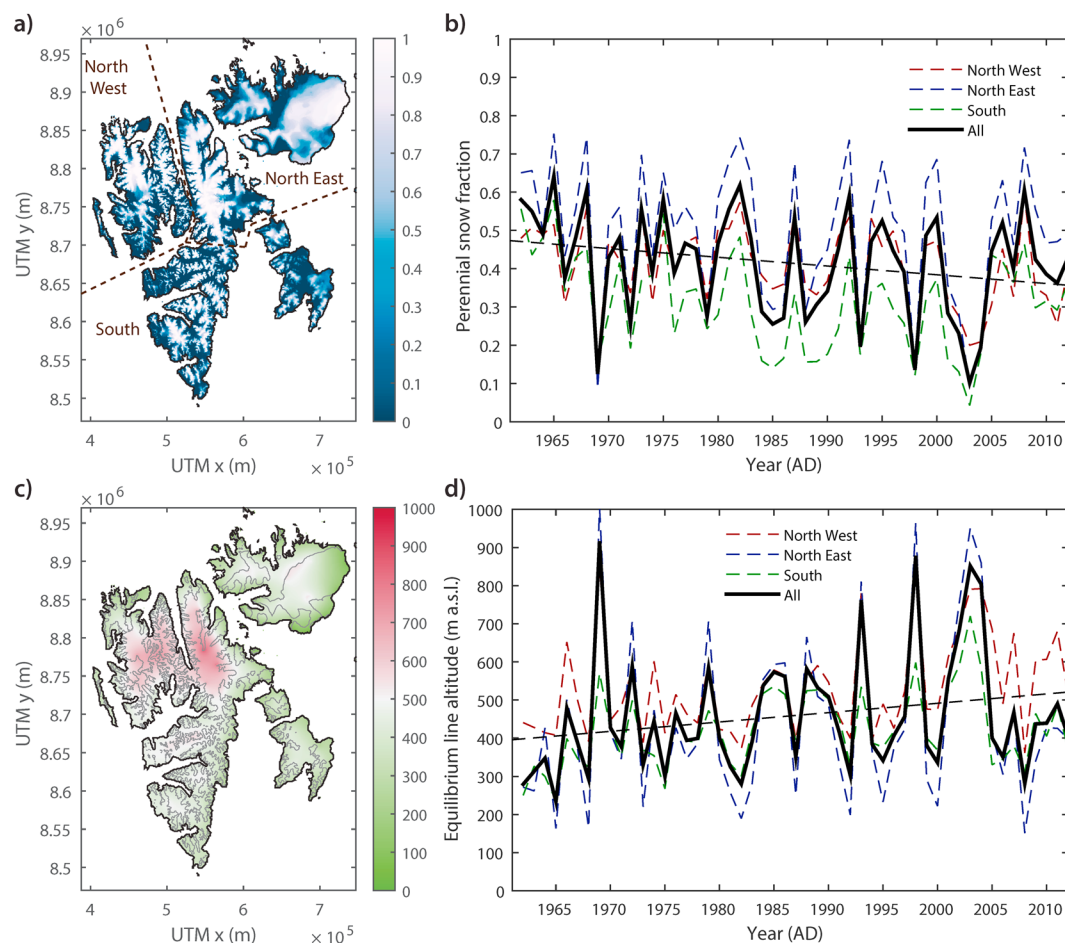 a)
× 10⁶
8.95
8.9
8.85
8.8
8.75
8.7
8.65
8.6
8.55
8.5
UTM y (m)
North
West
North East
South
4 5 6 7
UTM x (m)
× 10⁵
1
0.9
0.8
0.7
0.6
0.5
0.4
0.3
0.2
0.1
0
b)
Perennial snow fraction
1
0.9
0.8
0.7
0.6
0.5
0.4
0.3
0.2
0.1
0
North West
North East
South
All
1965 1970 1975 1980 1985 1990 1995 2000 2005 2010
Year (AD)
c)
× 10⁶
8.95
8.9
8.85
8.8
8.75
8.7
8.65
8.6
8.55
8.5
UTM y (m)
4 5 6 7
UTM x (m)
× 10⁵
1000
900
800
700
600
500
400
300
200
100
0
d)
Equilibrium line altitude (m a.s.l.)
1000
900
800
700
600
500
400
300
200
100
0
North West
North East
South
All
1965 1970 1975 1980 1985 1990 1995 2000 2005 2010
Year (AD)